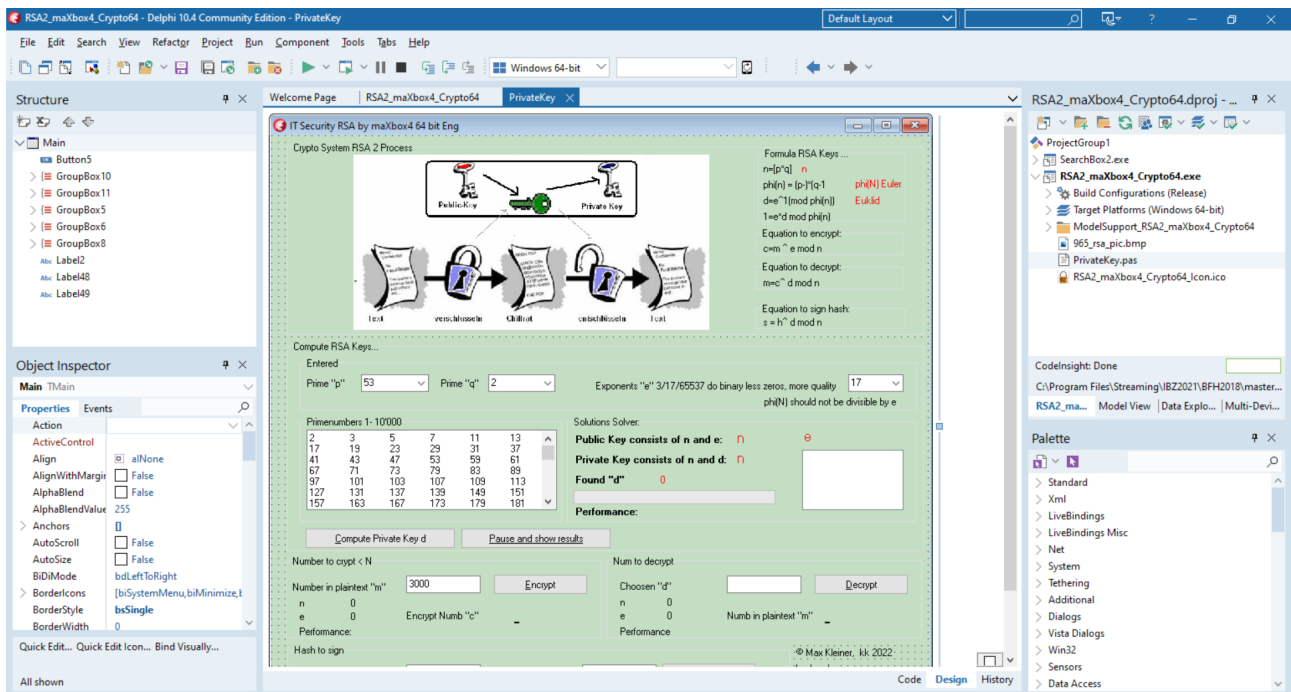 RSA2_maXbox4_Crypto64 - Delphi 10.4 Community Edition - PrivateKey
Default Layout
?
File Edit Search View Refactor Project Run Component Tools Tabs Help
Windows 64-bit
Structure
Main
Button5
GroupBox10
GroupBox11
GroupBox5
GroupBox6
GroupBox8
Abc Label2
Abc Label48
Abc Label49
Object Inspector
Main TMain
Properties Events
Action
ActiveControl
Align alNone
AlignWithMargir False
AlphaBlend False
AlphaBlendValue 255
Anchors []
AutoScroll False
AutoSize False
BiDiMode bdLeftToRight
BorderIcons [biSystemMenu,biMinimize,b
BorderStyle bsSingle
BorderWidth 0
Quick Edit... Quick Edit Icon... Bind Visually...
All shown
Welcome Page RSA2_maXbox4_Crypto64 PrivateKey
IT Security RSA by maXbox4 64 bit Eng
Crypto System RSA 2 Process
Public-Key
Private Key
Text verschlüsseln Chiffrat entschlüsseln Text
Formula RSA Keys ...
n=[p*q] n
phi(n) = (p-)*(q-1 phi(N) Euler
d=e^1(mod phi(n)) Euklid
1=e*d mod phi(n)
Equation to encrypt:
c=m ^ e mod n
Equation to decrypt:
m=c^ d mod n
Equation to sign hash:
s = h^ d mod n
Compute RSA Keys...
Entered
Prime "p" 53 Prime "q" 2 Exponents "e" 3/17/65537 do binary less zeros, more quality 17
phi(N) should not be divisible by e
Primenumbers 1- 10'000
2 3 5 7 11 13
17 19 23 29 31 37
41 43 47 53 59 61
67 71 73 79 83 89
97 101 103 107 109 113
127 131 137 139 149 151
157 163 167 173 179 181
Solutions Solver:
Public Key consists of n and e: n e
Private Key consists of n and d: n
Found "d" 0
Performance:
Compute Private Key d Pause and show results
Number to crypt < N
Number in plaintext "m" 3000 Encrypt
n 0
e 0 Encrypt Numb "c" _
Performance:
Num to decrypt
Choosen "d" Decrypt
n 0
e 0 Numb in plaintext "m" _
Performance
Hash to sign
© Max Kleiner, kk 2022
Code Design History
RSA2_maXbox4_Crypto64.dproj - ...
ProjectGroup1
SearchBox2.exe
RSA2_maXbox4_Crypto64.exe
Build Configurations (Release)
Target Platforms (Windows 64-bit)
ModelSupport_RSA2_maXbox4_Crypto64
965_rsa_pic.bmp
PrivateKey.pas
RSA2_maXbox4_Crypto64_Icon.ico
CodeInsight: Done
C:\Program Files\Streaming\IBZ2021\BFH2018\master...
RSA2_ma... Model View Data Explo... Multi-Devi...
Palette
Standard
Xml
LiveBindings
LiveBindings Misc
Net
System
Tethering
Additional
Dialogs
Vista Dialogs
Win32
Sensors
Data Access